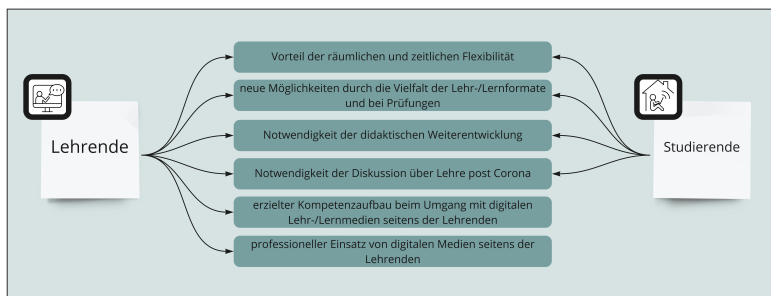 Lehrende
Vorteil der räumlichen und zeitlichen Flexibilität
neue Möglichkeiten durch die Vielfalt der Lehr-/Lernformate
und bei Prüfungen
Notwendigkeit der didaktischen Weiterentwicklung
Notwendigkeit der Diskussion über Lehre post Corona
erzielter Kompetenzaufbau beim Umgang mit digitalen
Lehr-/Lernmedien seitens der Lehrenden
professioneller Einsatz von digitalen Medien seitens der
Lehrenden
Studierende